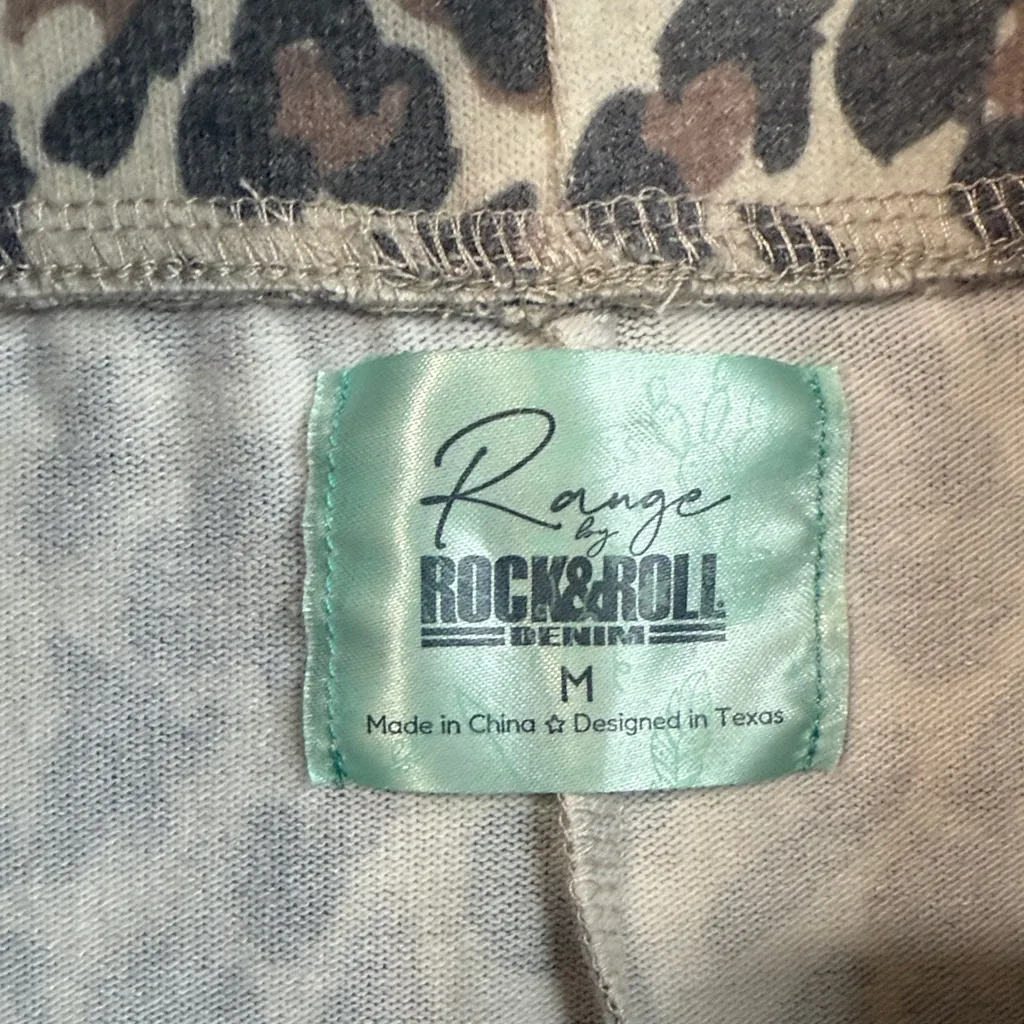 Range
by
ROCK&ROLL
DENIM
M
Made in China ☆ Designed in Texas